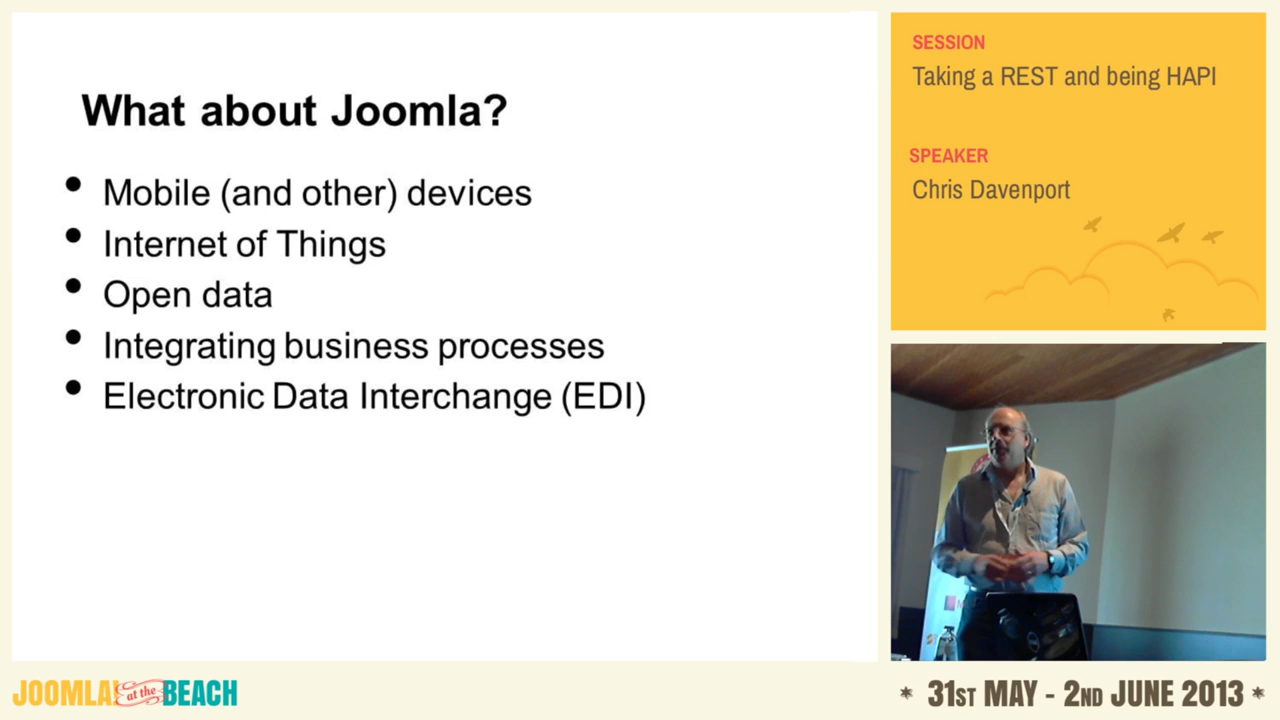 What about Joomla?
Mobile (and other) devices
Internet of Things
Open data
Integrating business processes
Electronic Data Interchange (EDI)
SESSION
Taking a REST and being HAPI
SPEAKER
Chris Davenport
JOOMLA! at the BEACH
* 31ST MAY - 2ND JUNE 2013 *